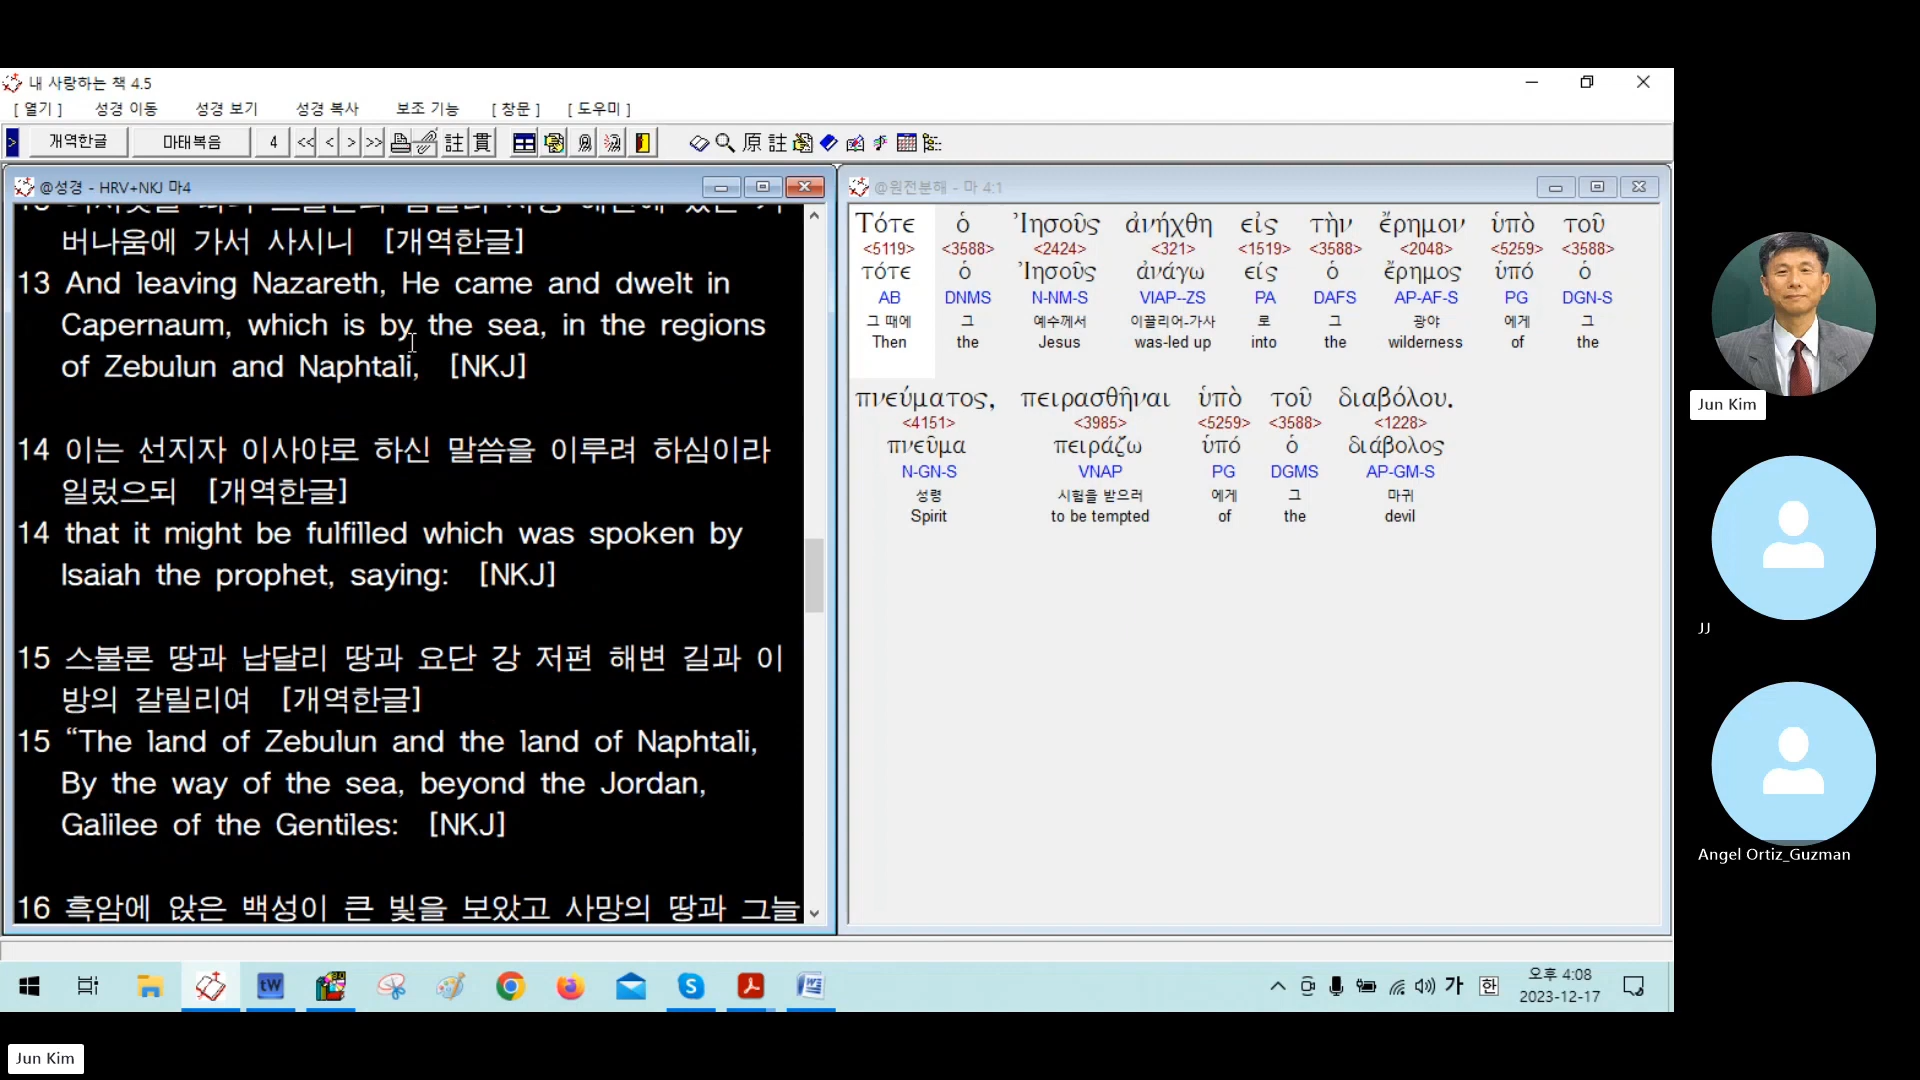 내 사랑하는 책 4.5
[ 열기 ] 성경 이동 성경 보기 성경 복사 보조 기능 [ 창문 ] [ 도우미 ]
> 개역한글 마태복음 4 << < > >> 註 貫 原 註
@성경 - HRV+NKJ 마4
버나움에 가서 사시니 [개역한글]
13 And leaving Nazareth, He came and dwelt in
Capernaum, which is by the sea, in the regions
of Zebulun and Naphtali, [NKJ]
14 이는 선지자 이사야로 하신 말씀을 이루려 하심이라
일렀으되 [개역한글]
14 that it might be fulfilled which was spoken by
Isaiah the prophet, saying: [NKJ]
15 스불론 땅과 납달리 땅과 요단 강 저편 해변 길과 이
방의 갈릴리여 [개역한글]
15 “The land of Zebulun and the land of Naphtali,
By the way of the sea, beyond the Jordan,
Galilee of the Gentiles: [NKJ]
16 흑암에 앉은 백성이 큰 빛을 보았고 사망의 땅과 그늘
@원전분해 - 마 4:1
Τότε ὁ Ἰησοῦς ἀνήχθη εἰς τὴν ἔρημον ὑπὸ τοῦ
<5119> <3588> <2424> <321> <1519> <3588> <2048> <5259> <3588>
τότε ὁ Ἰησοῦς ἀνάγω εἰς ὁ ἔρημος ὑπό ὁ
AB DNMS N-NM-S VIAP--ZS PA DAFS AP-AF-S PG DGN-S
그 때에 그 예수께서 이끌리어-가사 로 그 광야 에게 그
Then the Jesus was-led up into the wilderness of the
πνεύματος, πειρασθῆναι ὑπὸ τοῦ διαβόλου.
<4151> <3985> <5259> <3588> <1228>
πνεῦμα πειράζω ὑπό ὁ διάβολος
N-GN-S VNAP PG DGMS AP-GM-S
성령 시험을 받으러 에게 그 마귀
Spirit to be tempted of the devil
Jun Kim
JJ
Angel Ortiz_Guzman
tW S W 가 한
오후 4:08
2023-12-17
Jun Kim